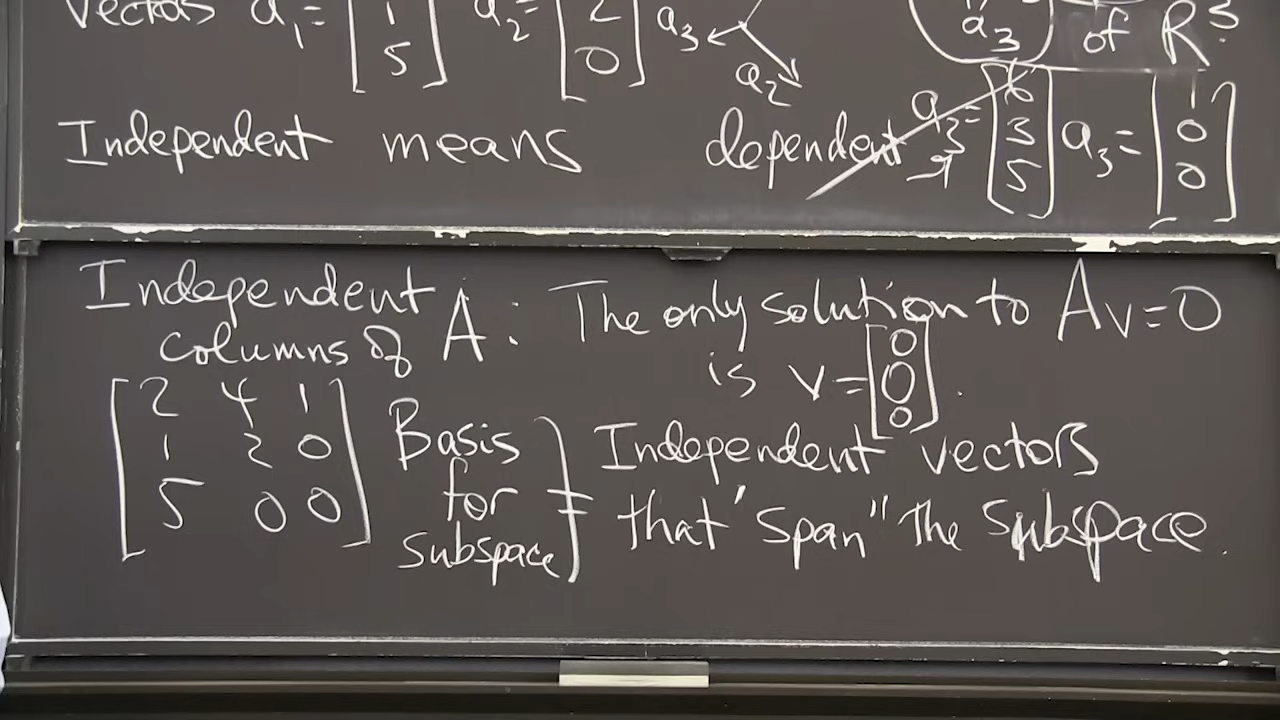 Vectors a₁ = [1 5] a₂ = [2 0] a₃ a₂ a₃ of R³
Independent means dependent a₃ = [6 3 5] a₃ = [1 0 0]
Independent columns of A : The only solution to Av=0
is v = [0 0 0] .
[2 4 1
1 2 0
5 0 0]
Basis for subspace } = Independent vectors
that "span" the subspace.